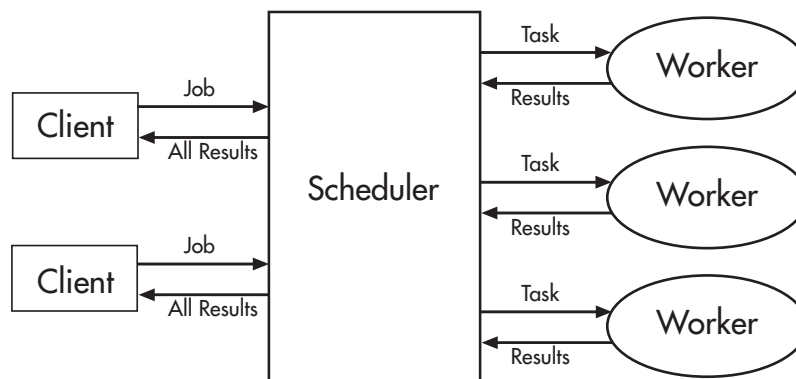 Job
Client
All Results
Job
Client
All Results
Scheduler
Task
Worker
Results
Task
Worker
Results
Task
Worker
Results